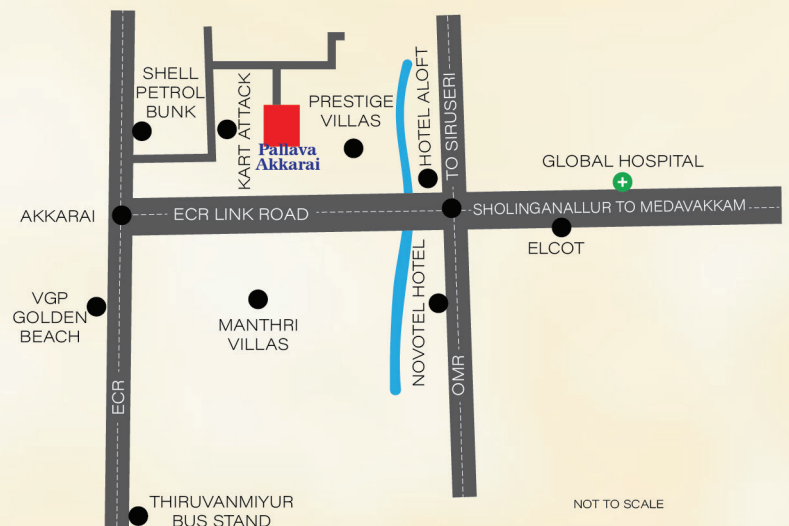 SHELL
PETROL
BUNK
KART ATTACK
Pallava
Akkarai
PRESTIGE
VILLAS
HOTEL ALOFT
TO SIRUSERI
GLOBAL HOSPITAL
AKKARAI
ECR LINK ROAD
SHOLINGANALLUR TO MEDAVAKKAM
ELCOT
VGP
GOLDEN
BEACH
MANTHRI
VILLAS
NOVOTEL HOTEL
OMR
ECR
THIRUVANMIYUR
BUS STAND
NOT TO SCALE